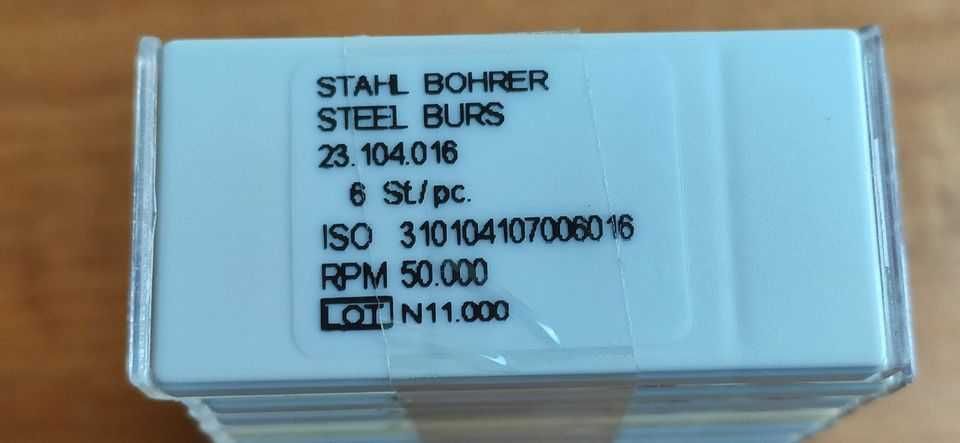 STAHL BOHRER
STEEL BURS
23.104.016
6 St./pc.
ISO 310104107006016
RPM 50.000
LOT N11.000